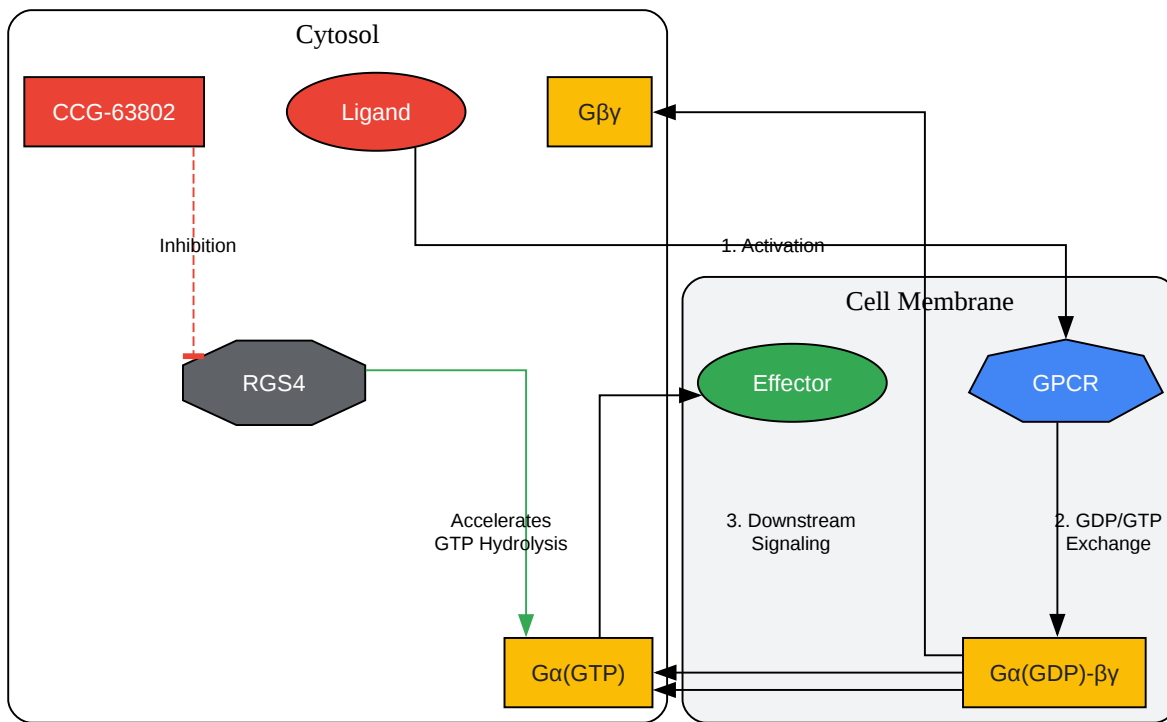 Cytosol
CCG-63802
Ligand
Gβγ
Inhibition
1. Activation
Cell Membrane
RGS4
Effector
GPCR
Accelerates
GTP Hydrolysis
3. Downstream
Signaling
2. GDP/GTP
Exchange
Gα(GTP)
Gα(GDP)-βγ